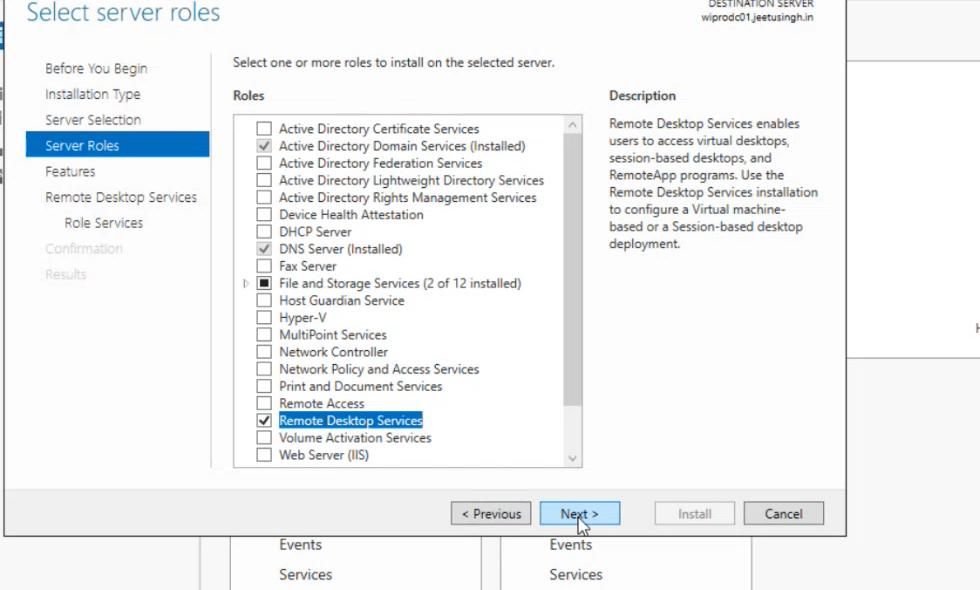 Select server roles
DESTINATION SERVER
wiprodc01.jeetusingh.in
Before You Begin
Installation Type
Server Selection
Server Roles
Features
Remote Desktop Services
Role Services
Confirmation
Results
Select one or more roles to install on the selected server.
Roles
Active Directory Certificate Services
Active Directory Domain Services (Installed)
Active Directory Federation Services
Active Directory Lightweight Directory Services
Active Directory Rights Management Services
Device Health Attestation
DHCP Server
DNS Server (Installed)
Fax Server
File and Storage Services (2 of 12 installed)
Host Guardian Service
Hyper-V
MultiPoint Services
Network Controller
Network Policy and Access Services
Print and Document Services
Remote Access
Remote Desktop Services
Volume Activation Services
Web Server (IIS)
Description
Remote Desktop Services enables
users to access virtual desktops,
session-based desktops, and
RemoteApp programs. Use the
Remote Desktop Services installation
to configure a Virtual machine-
based or a Session-based desktop
deployment.
< Previous
Next >
Install
Cancel
Events
Services
Events
Services